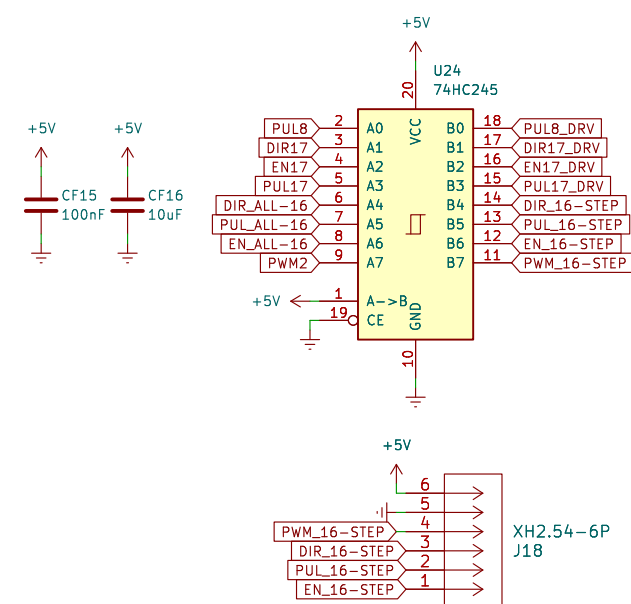 +5V
U24
74HC245
20
VCC
+5V
+5V
CF15
100nF
CF16
10uF
PUL8 2 A0 B0 18 PUL8_DRV
DIR17 3 A1 B1 17 DIR17_DRV
EN17 4 A2 B2 16 EN17_DRV
PUL17 5 A3 B3 15 PUL17_DRV
DIR_ALL-16 6 A4 B4 14 DIR_16-STEP
PUL_ALL-16 7 A5 B5 13 PUL_16-STEP
EN_ALL-16 8 A6 B6 12 EN_16-STEP
PWM2 9 A7 B7 11 PWM_16-STEP
+5V 1 A->B
19 CE
GND
10
+5V
6
5
PWM_16-STEP 4
DIR_16-STEP 3
PUL_16-STEP 2
EN_16-STEP 1
XH2.54-6P
J18